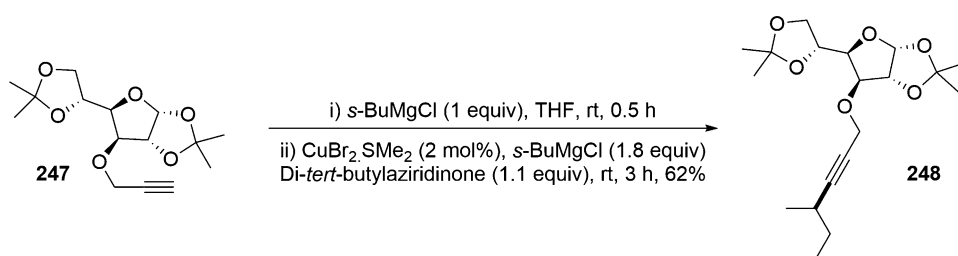 O
O
O
O
O
O
247
O
i) s-BuMgCl (1 equiv), THF, rt, 0.5 h
ii) CuBr2.SMe2 (2 mol%), s-BuMgCl (1.8 equiv)
Di-tert-butylaziridinone (1.1 equiv), rt, 3 h, 62%
O
O
O
O
O
O
248